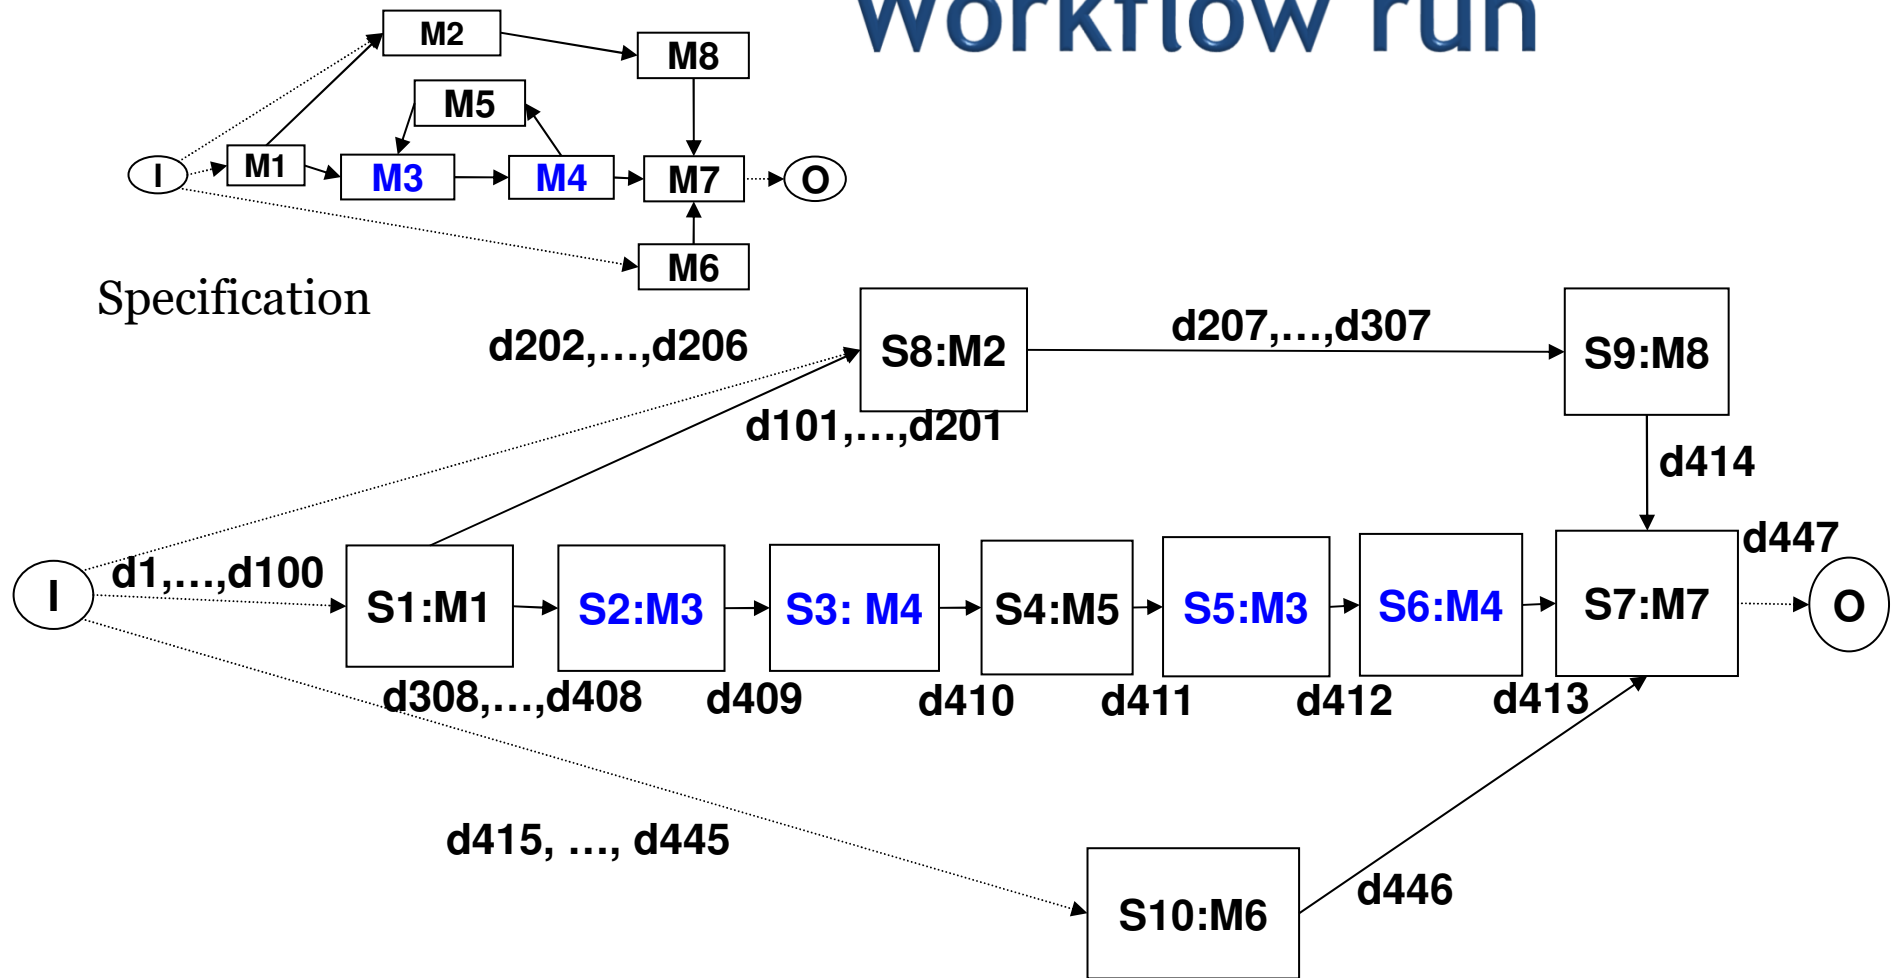 Workflow run
M2
M8
M5
I
M1
M3
M4
M7
O
M6
Specification
d202,...,d206
S8:M2
d207,...,d307
S9:M8
d101,...,d201
d414
d447
I
d1,...,d100
S1:M1
S2:M3
S3: M4
S4:M5
S5:M3
S6:M4
S7:M7
O
d308,...,d408
d409
d410
d411
d412
d413
d415, ..., d445
S10:M6
d446